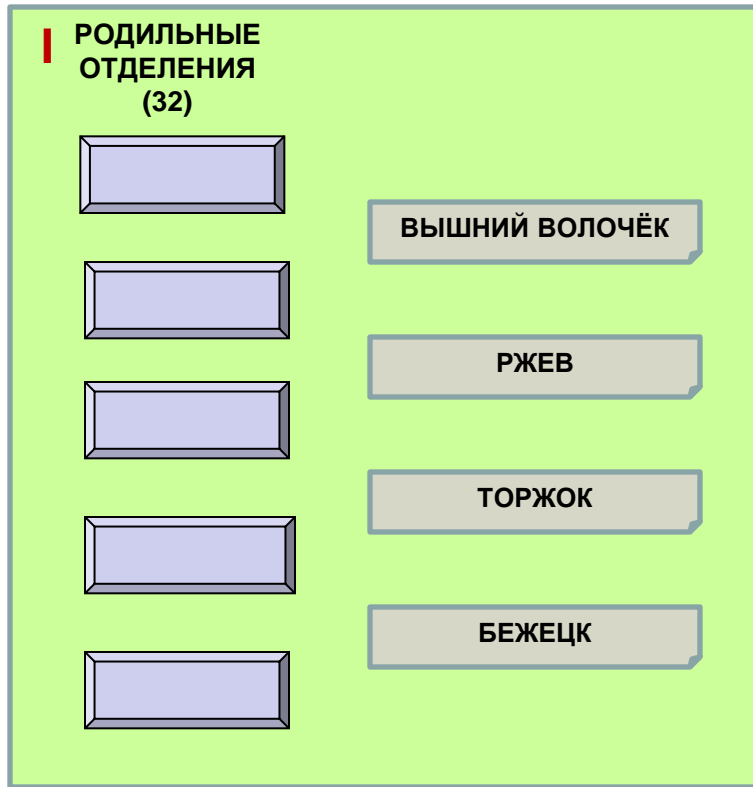 I РОДИЛЬНЫЕ
ОТДЕЛЕНИЯ
(32)
ВЫШНИЙ ВОЛОЧЁК
РЖЕВ
ТОРЖОК
БЕЖЕЦК